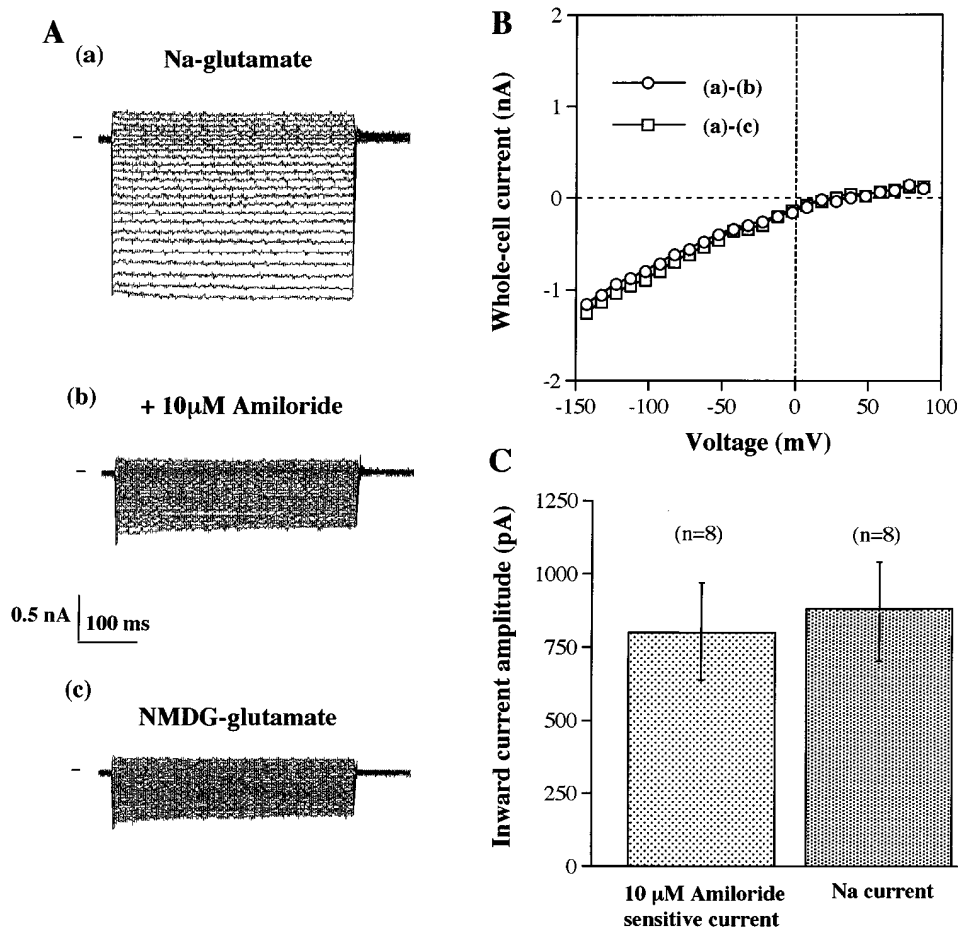 A
(a)
Na-glutamate
(b)
+ 10μM Amiloride
0.5 nA
100 ms
(c)
NMDG-glutamate
B
Whole-cell current (nA)
2
1
0
-1
-2
(a)-(b)
(a)-(c)
-150
-100
-50
0
50
100
Voltage (mV)
C
Inward current amplitude (pA)
1250
1000
750
500
250
0
(n=8)
(n=8)
10 μM Amiloride
sensitive current
Na current